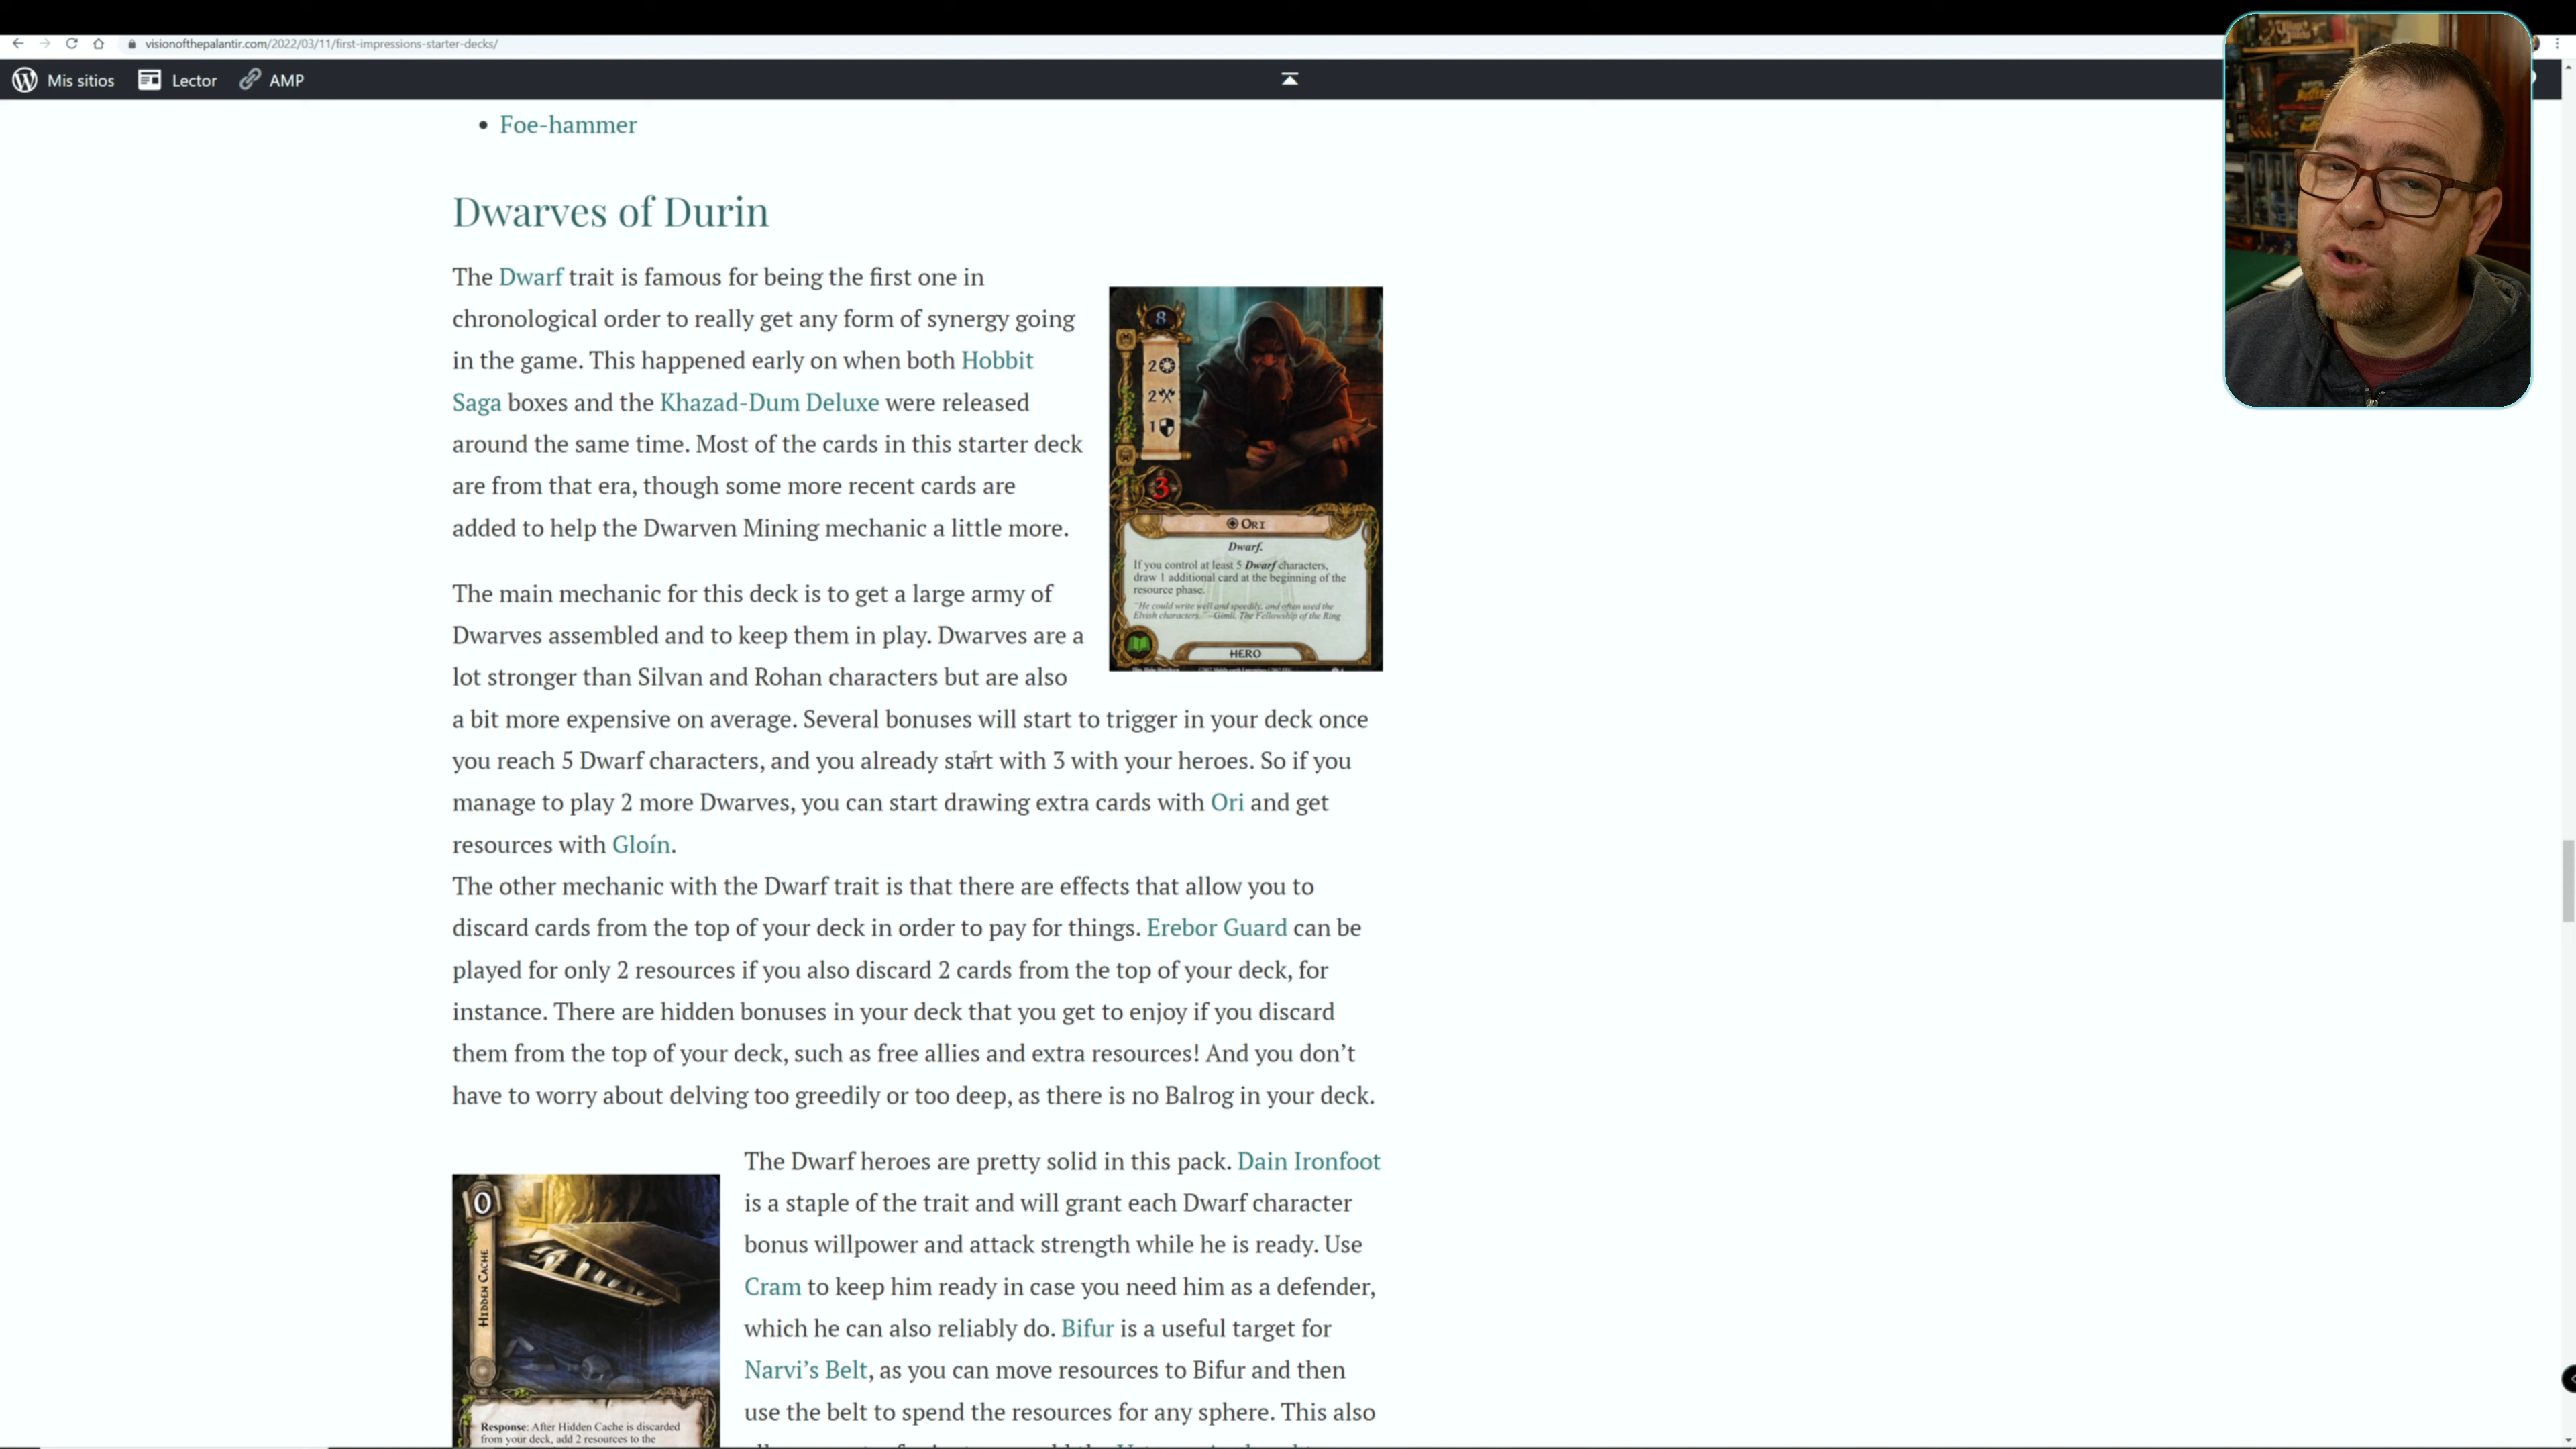 visionofthepalantir.com/2022/03/11/first-impressions-starter-decks/
Mis sitios
Lector
AMP
Foe-hammer
Dwarves of Durin
The Dwarf trait is famous for being the first one in
chronological order to really get any form of synergy going
in the game. This happened early on when both Hobbit
Saga boxes and the Khazad-Dum Deluxe were released
around the same time. Most of the cards in this starter deck
are from that era, though some more recent cards are
added to help the Dwarven Mining mechanic a little more.
8
2
2
1
3
ORI
Dwarf.
If you control at least 5 Dwarf characters,
draw 1 additional card at the beginning of the
resource phase.
"He could write well and speedily, and often used the
Elvish characters." –Gimli, The Fellowship of the Ring
HERO
The main mechanic for this deck is to get a large army of
Dwarves assembled and to keep them in play. Dwarves are a
lot stronger than Silvan and Rohan characters but are also
a bit more expensive on average. Several bonuses will start to trigger in your deck once
you reach 5 Dwarf characters, and you already start with 3 with your heroes. So if you
manage to play 2 more Dwarves, you can start drawing extra cards with Ori and get
resources with Gloín.
The other mechanic with the Dwarf trait is that there are effects that allow you to
discard cards from the top of your deck in order to pay for things. Erebor Guard can be
played for only 2 resources if you also discard 2 cards from the top of your deck, for
instance. There are hidden bonuses in your deck that you get to enjoy if you discard
them from the top of your deck, such as free allies and extra resources! And you don't
have to worry about delving too greedily or too deep, as there is no Balrog in your deck.
0
HIDDEN CACHE
Response: After Hidden Cache is discarded
from your deck, add 2 resources to the
The Dwarf heroes are pretty solid in this pack. Dain Ironfoot
is a staple of the trait and will grant each Dwarf character
bonus willpower and attack strength while he is ready. Use
Cram to keep him ready in case you need him as a defender,
which he can also reliably do. Bifur is a useful target for
Narvi's Belt, as you can move resources to Bifur and then
use the belt to spend the resources for any sphere. This also